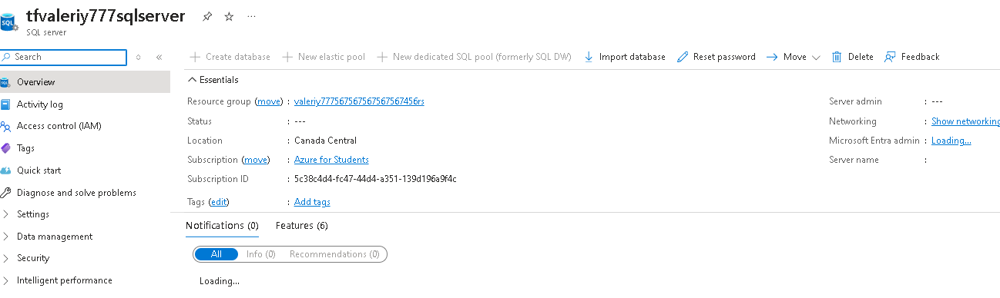 tfvaleriy777sqlserver
SQL server
Search
Create database
New elastic pool
New dedicated SQL pool (formerly SQL DW)
Import database
Reset password
Move
Delete
Feedback
Overview
Activity log
Access control (IAM)
Tags
Quick start
Diagnose and solve problems
Settings
Data management
Security
Intelligent performance
Essentials
Resource group (move) : valeriy777567567567567567456rs
Status : ---
Location : Canada Central
Subscription (move) : Azure for Students
Subscription ID : 5c38c4d4-fc47-44d4-a351-139d196a9f4c
Tags (edit) : Add tags
Server admin : ---
Networking : Show networking
Microsoft Entra admin : Loading...
Server name :
Notifications (0) Features (6)
All Info (0) Recommendations (0)
Loading...